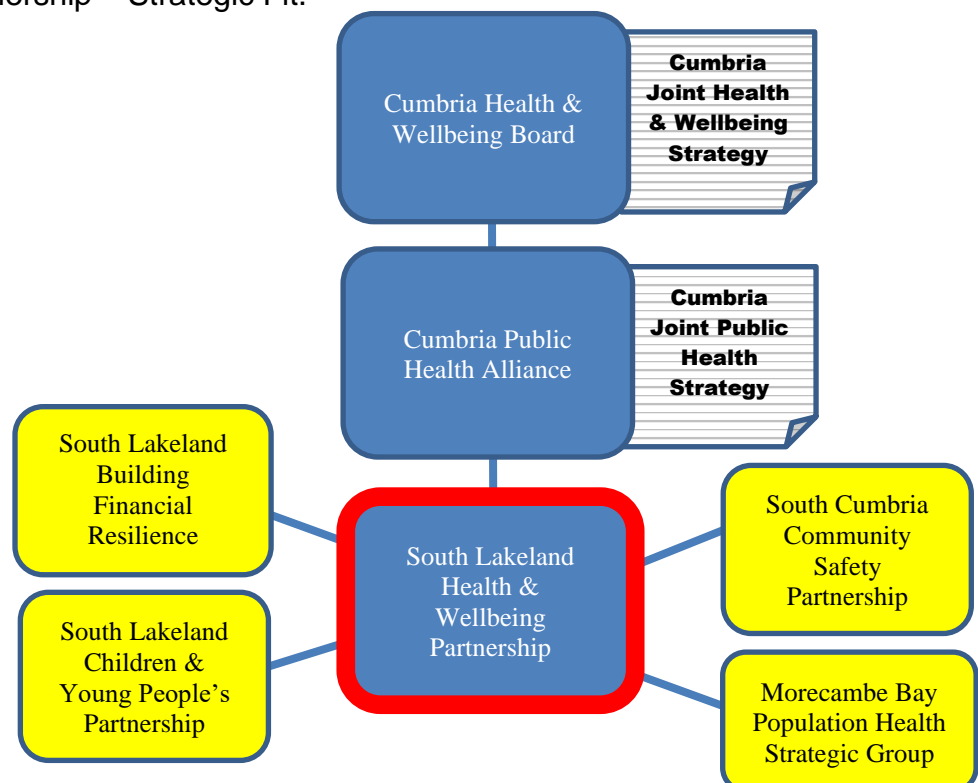 Strategic Fit.
Cumbria Health &
Wellbeing Board
Cumbria
Joint Health
& Wellbeing
Strategy
Cumbria Public
Health Alliance
Cumbria
Joint Public
Health
Strategy
South Lakeland
Building
Financial
Resilience
South Lakeland
Health &
Wellbeing
Partnership
South Cumbria
Community
Safety
Partnership
South Lakeland
Children &
Young People’s
Partnership
Morecambe Bay
Population Health
Strategic Group